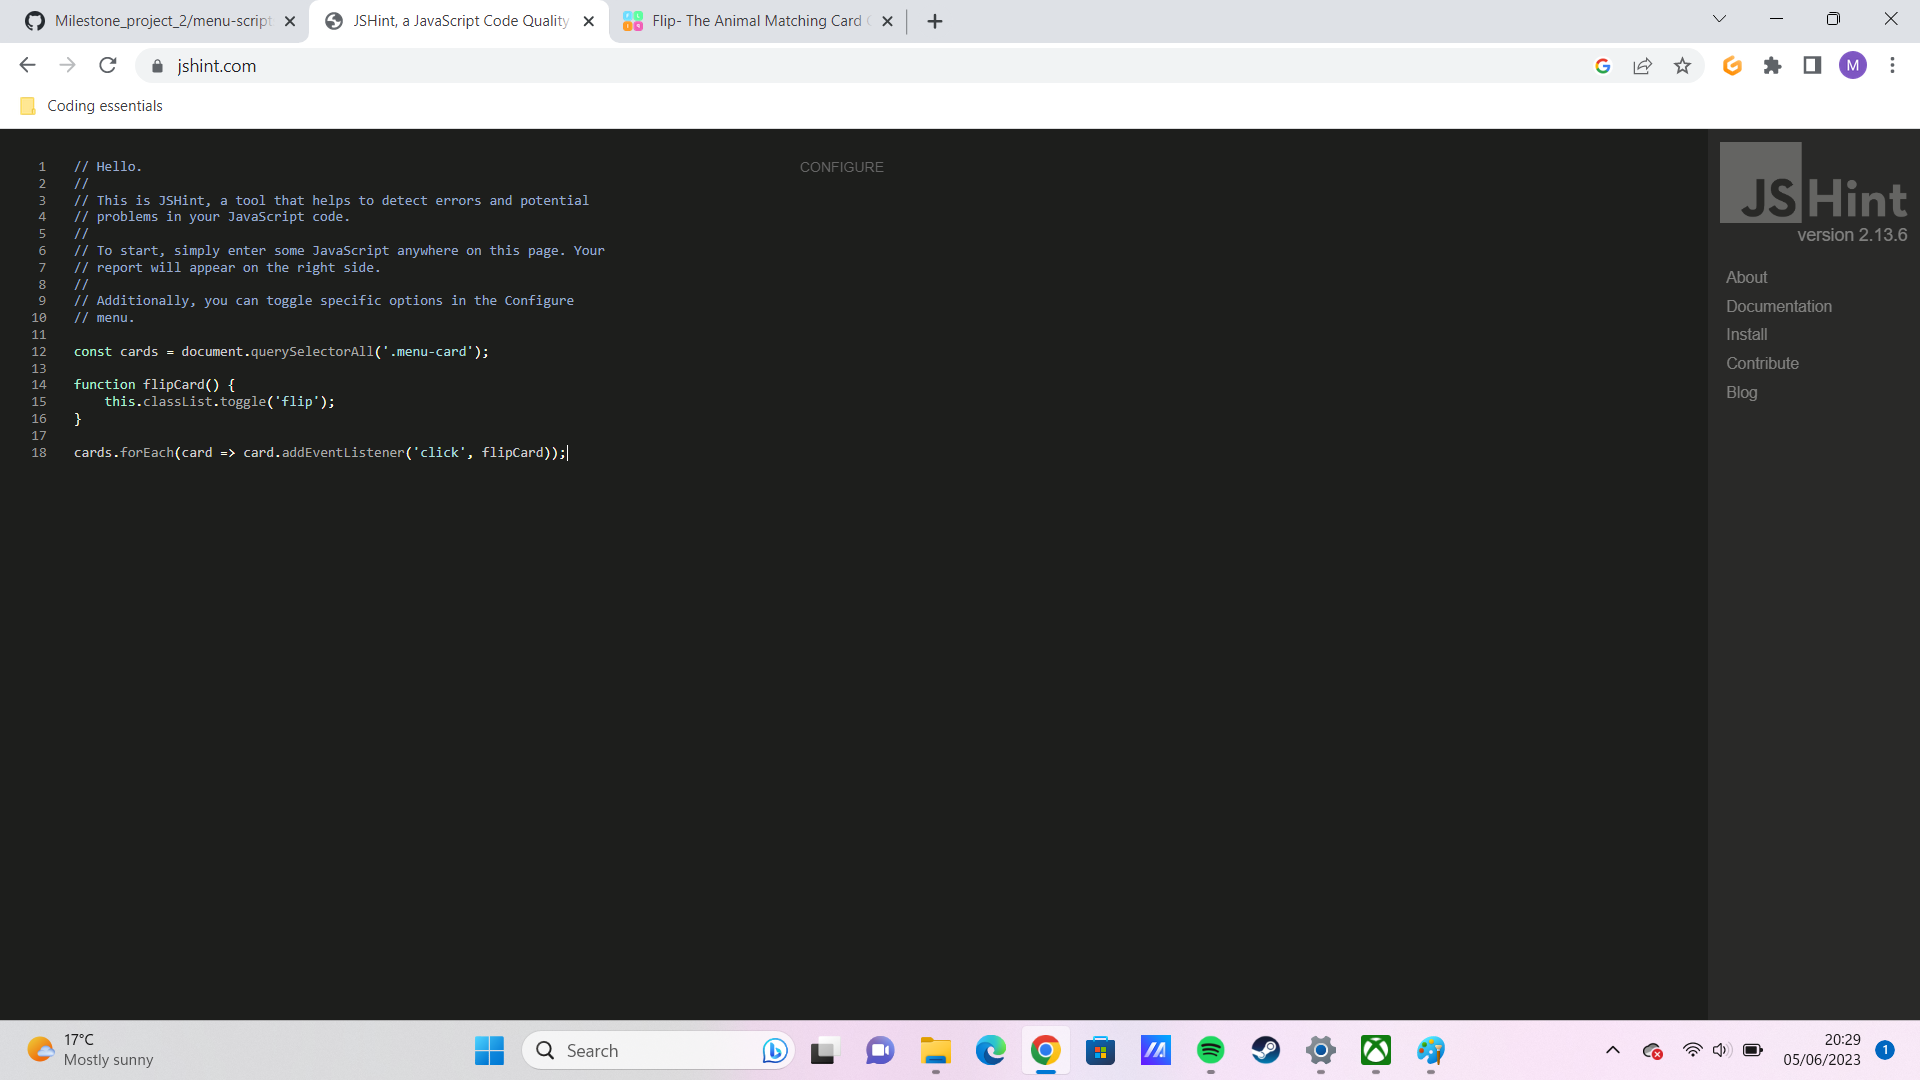 Milestone_project_2/menu-script
JSHint, a JavaScript Code Quality
Flip- The Animal Matching Card
jshint.com
M
Coding essentials
1 // Hello.
2 //
3 // This is JSHint, a tool that helps to detect errors and potential
4 // problems in your JavaScript code.
5 //
6 // To start, simply enter some JavaScript anywhere on this page. Your
7 // report will appear on the right side.
8 //
9 // Additionally, you can toggle specific options in the Configure
10 // menu.
11
12 const cards = document.querySelectorAll('.menu-card');
13
14 function flipCard() {
15 this.classList.toggle('flip');
16 }
17
18 cards.forEach(card => card.addEventListener('click', flipCard));
CONFIGURE
JSHint
version 2.13.6
About
Documentation
Install
Contribute
Blog
17°C
Mostly sunny
Search
20:29
05/06/2023
1